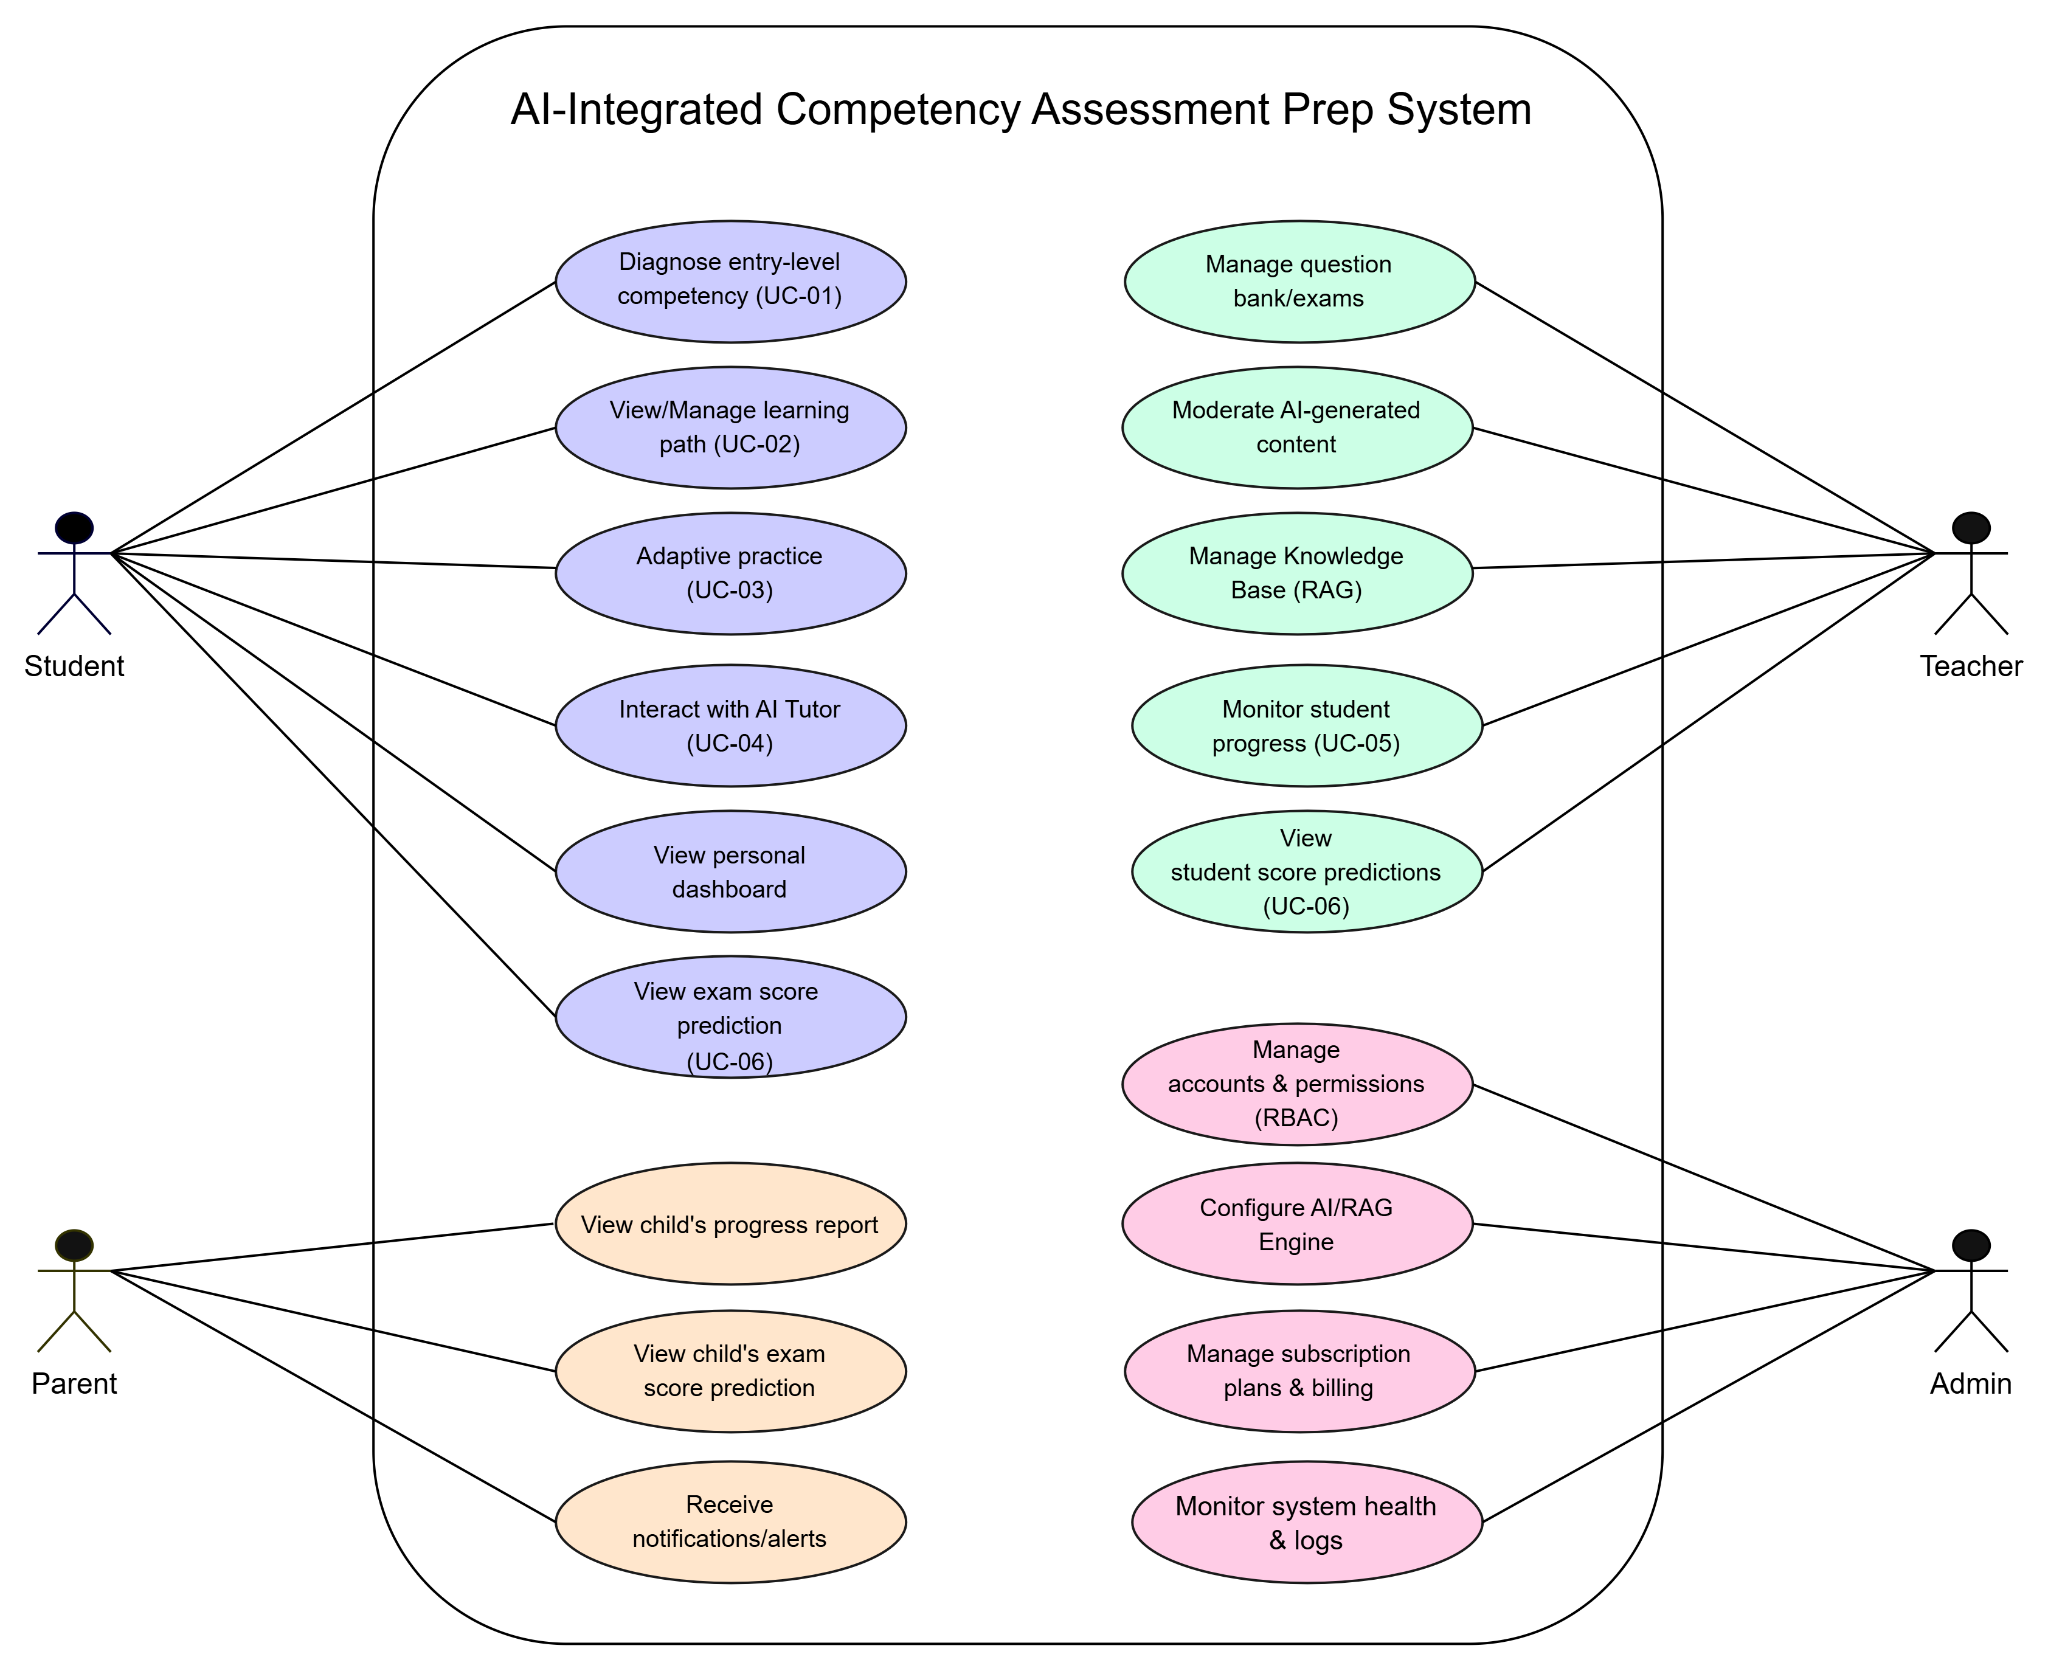 AI-Integrated Competency Assessment Prep System
Diagnose entry-level
competency (UC-01)
View/Manage learning
path (UC-02)
Adaptive practice
(UC-03)
Interact with AI Tutor
(UC-04)
View personal
dashboard
View exam score
prediction
(UC-06)
Student
View child's progress report
View child's exam
score prediction
Receive
notifications/alerts
Parent
Manage question
bank/exams
Moderate AI-generated
content
Manage Knowledge
Base (RAG)
Monitor student
progress (UC-05)
View
student score predictions
(UC-06)
Teacher
Manage
accounts & permissions
(RBAC)
Configure AI/RAG
Engine
Manage subscription
plans & billing
Monitor system health
& logs
Admin